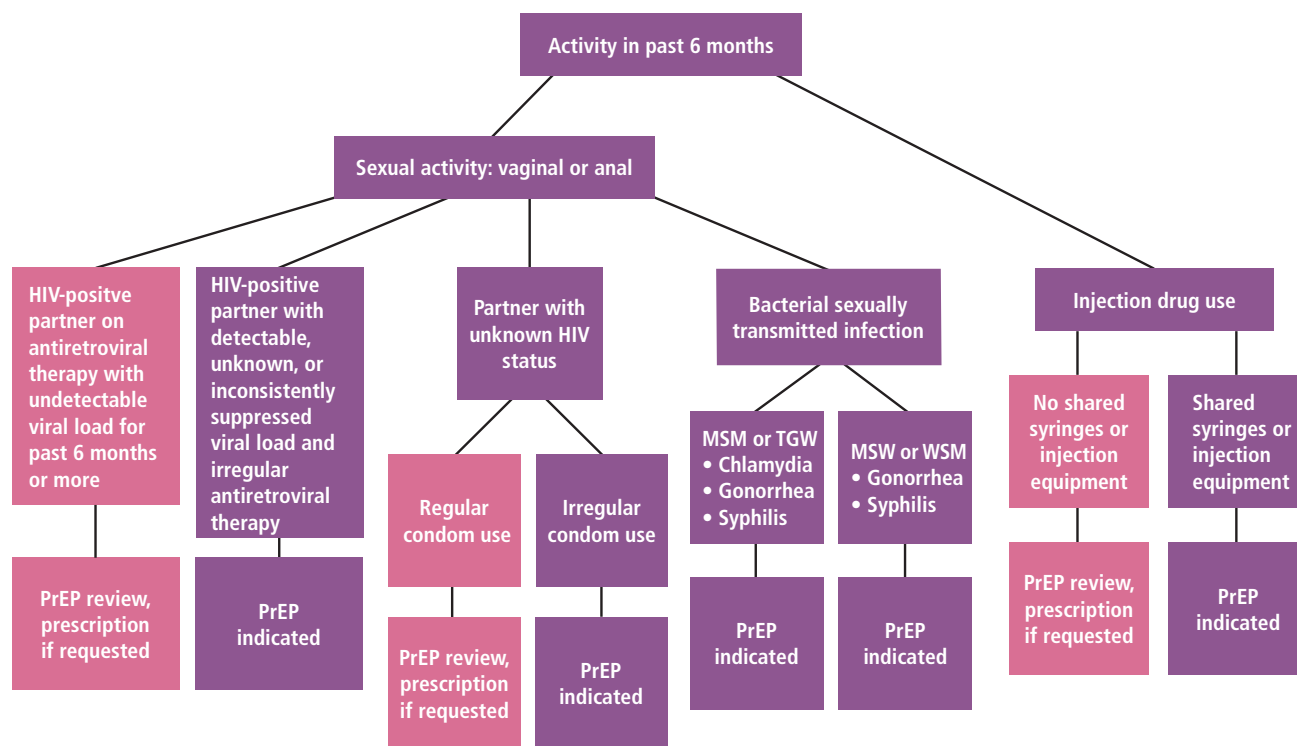 Activity in past 6 months
Sexual activity: vaginal or anal
HIV-positve
partner on
antiretroviral
therapy with
undetectable
viral load for
past 6 months
or more
HIV-positive
partner with
detectable,
unknown, or
inconsistently
suppressed
viral load and
irregular
antiretroviral
therapy
Partner with
unknown HIV
status
Bacterial sexually
transmitted infection
Injection drug use
Regular
condom use
Irregular
condom use
MSM or TGW
• Chlamydia
• Gonorrhea
• Syphilis
MSW or WSM
• Gonorrhea
• Syphilis
No shared
syringes or
injection
equipment
Shared
syringes or
injection
equipment
PrEP review,
prescription
if requested
PrEP
indicated
PrEP review,
prescription
if requested
PrEP
indicated
PrEP
indicated
PrEP
indicated
PrEP review,
prescription
if requested
PrEP
indicated